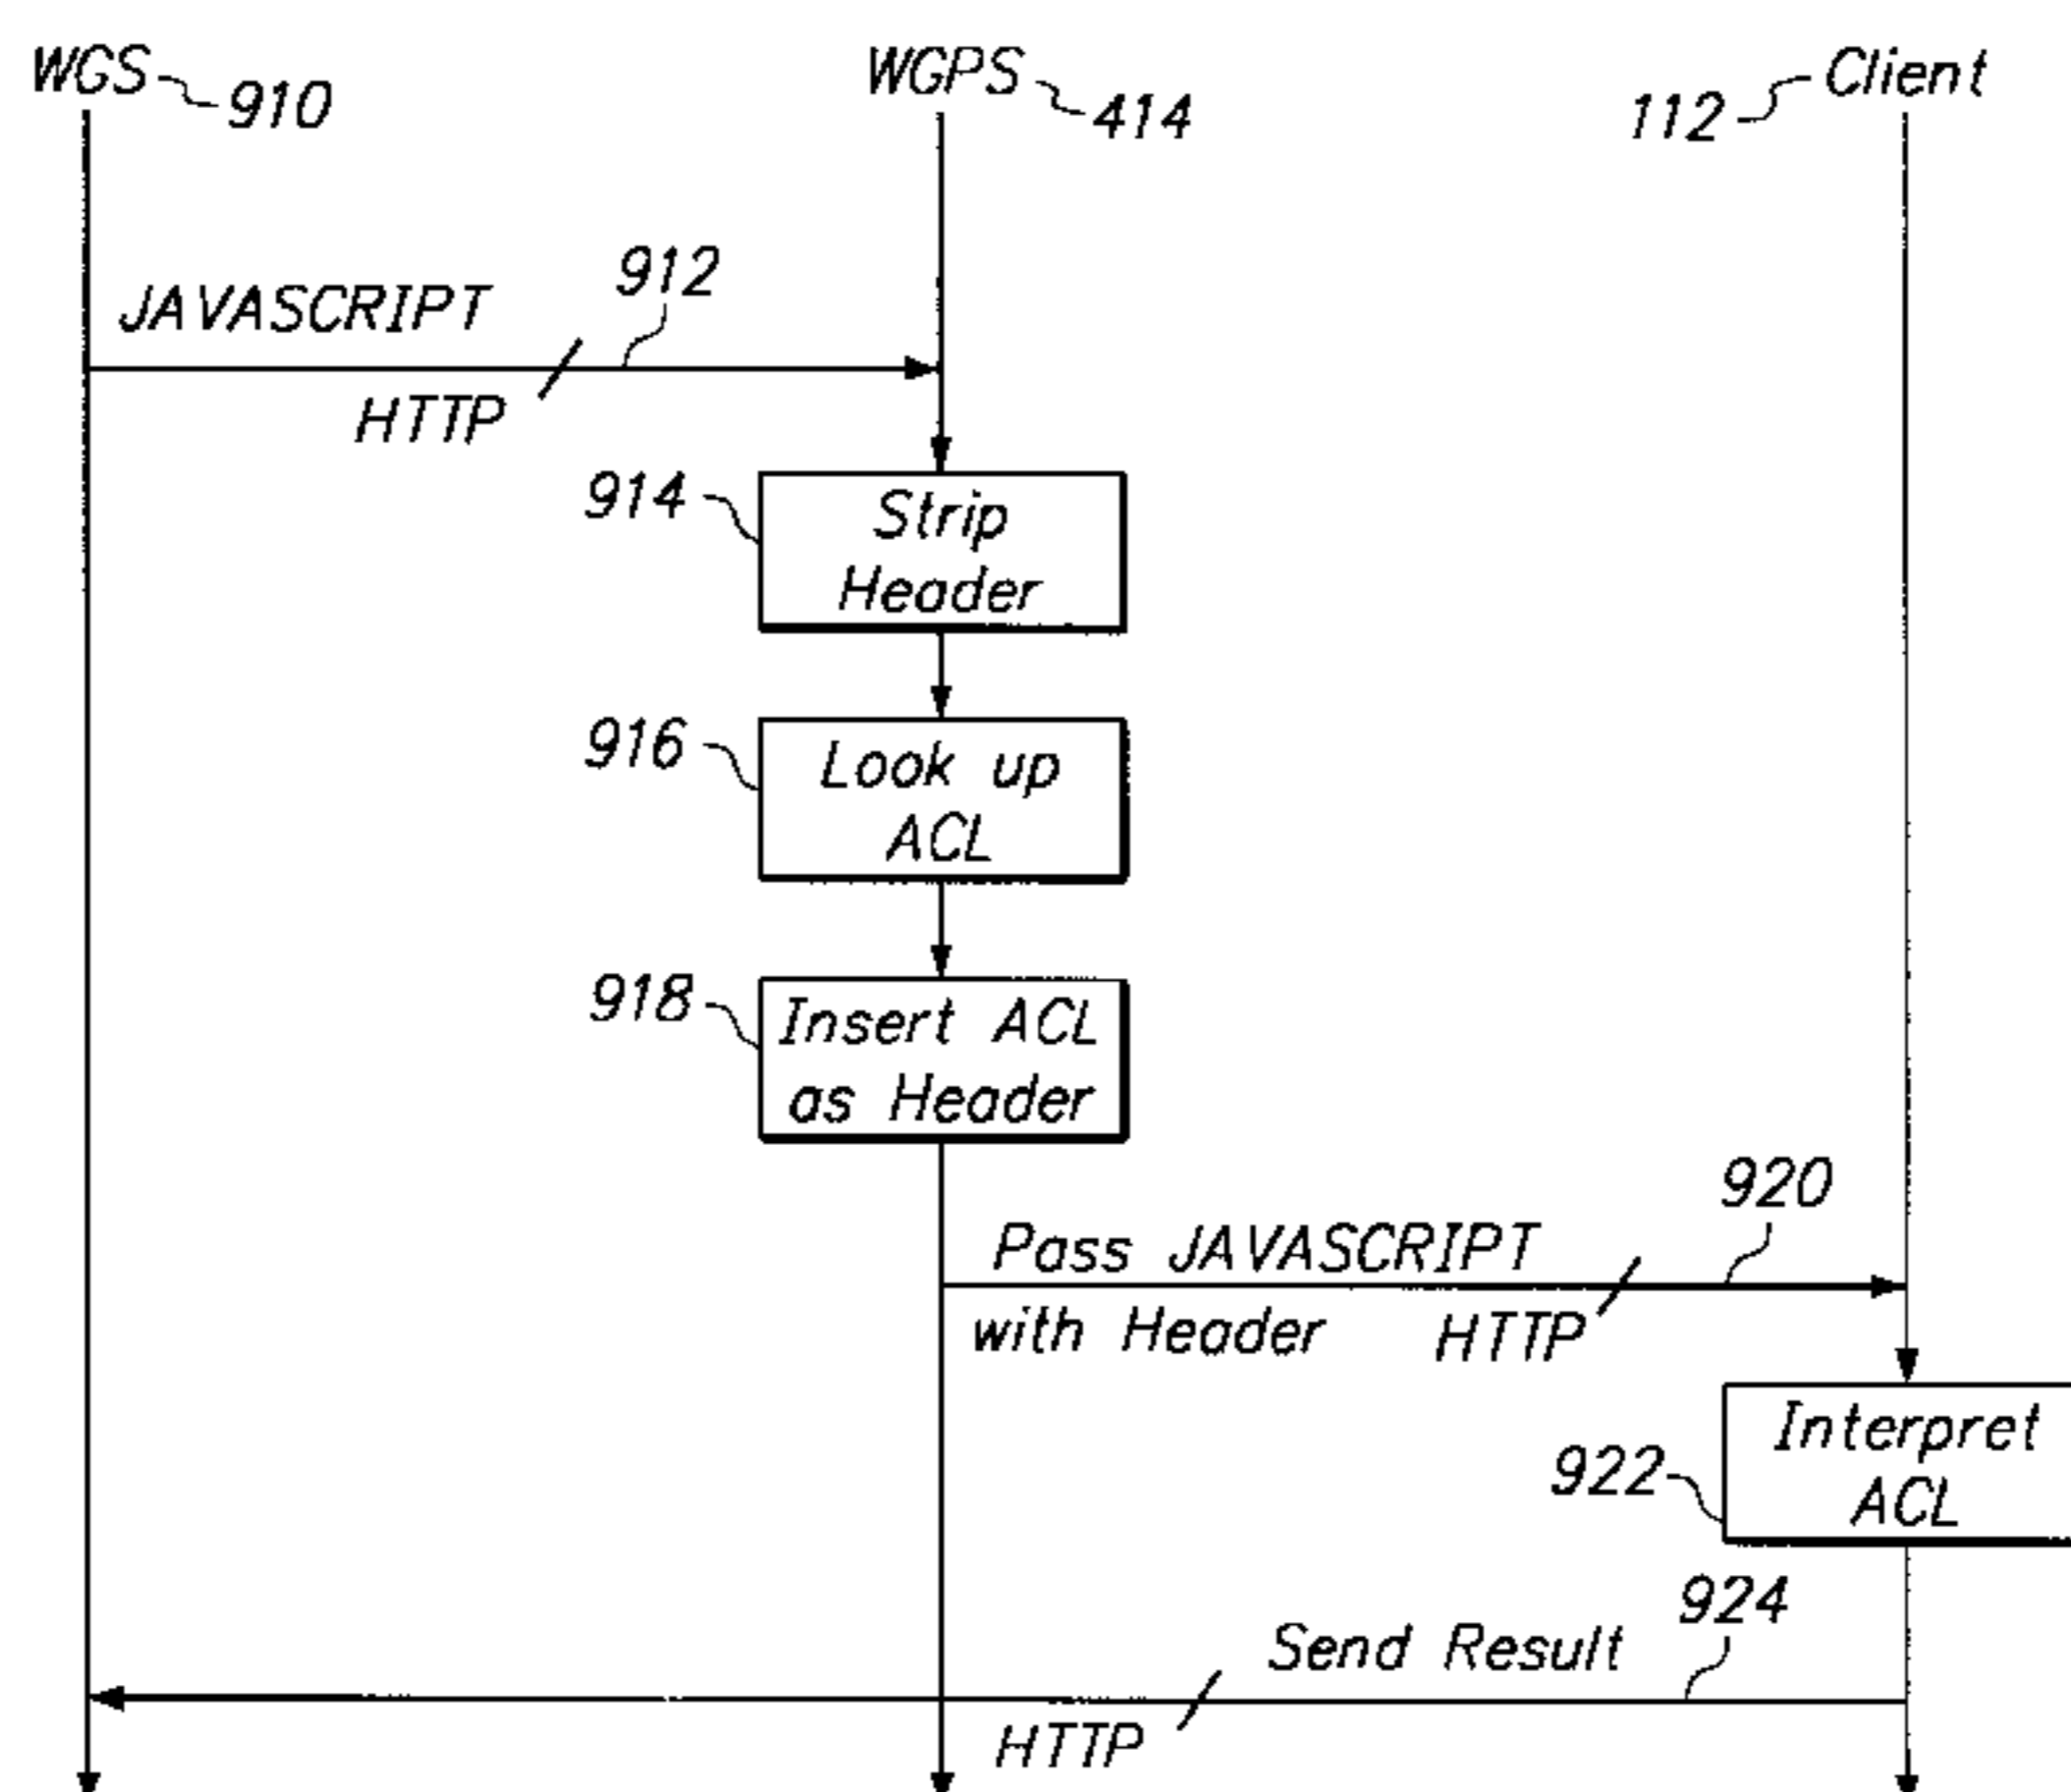 WGS 910
WGPS 414
112 Client
JAVASCRIPT 912
HTTP
914 Strip
Header
916 Look up
ACL
918 Insert ACL
as Header
920
Pass JAVASCRIPT
with Header HTTP
Interpret
922 ACL
924
Send Result
HTTP